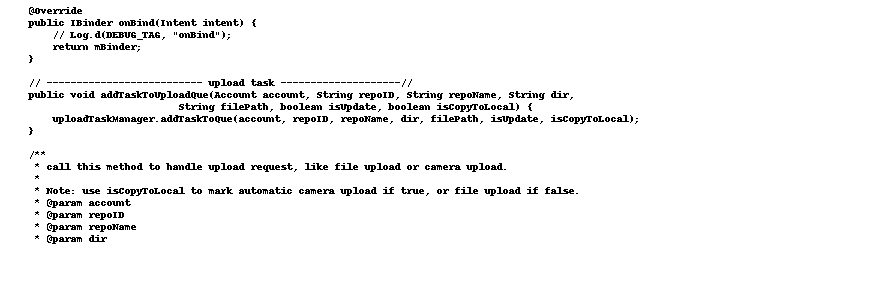 @Override
public IBinder onBind(Intent intent) {
// Log.d(DEBUG_TAG, "onBind");
return mBinder;
}
// -------------------------- upload task --------------------//
public void addTaskToUploadQue(Account account, String repoID, String repoName, String dir,
String filePath, boolean isUpdate, boolean isCopyToLocal) {
uploadTaskManager.addTaskToQue(account, repoID, repoName, dir, filePath, isUpdate, isCopyToLocal);
}
/**
* call this method to handle upload request, like file upload or camera upload.
*
* Note: use isCopyToLocal to mark automatic camera upload if true, or file upload if false.
* @param account
* @param repoID
* @param repoName
* @param dir